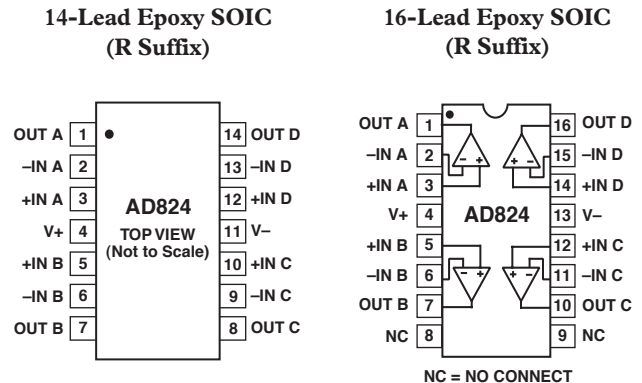 14-Lead Epoxy SOIC
(R Suffix)
OUT A 1 14 OUT D
–IN A 2 13 –IN D
+IN A 3 12 +IN D
V+ 4 11 V–
+IN B 5 10 +IN C
–IN B 6 9 –IN C
OUT B 7 8 OUT C
AD824
TOP VIEW
(Not to Scale)
16-Lead Epoxy SOIC
(R Suffix)
OUT A 1 16 OUT D
–IN A 2 – + + – 15 –IN D
+IN A 3 14 +IN D
V+ 4 AD824 13 V–
+IN B 5 12 +IN C
–IN B 6 – + + – 11 –IN C
OUT B 7 10 OUT C
NC 8 9 NC
NC = NO CONNECT